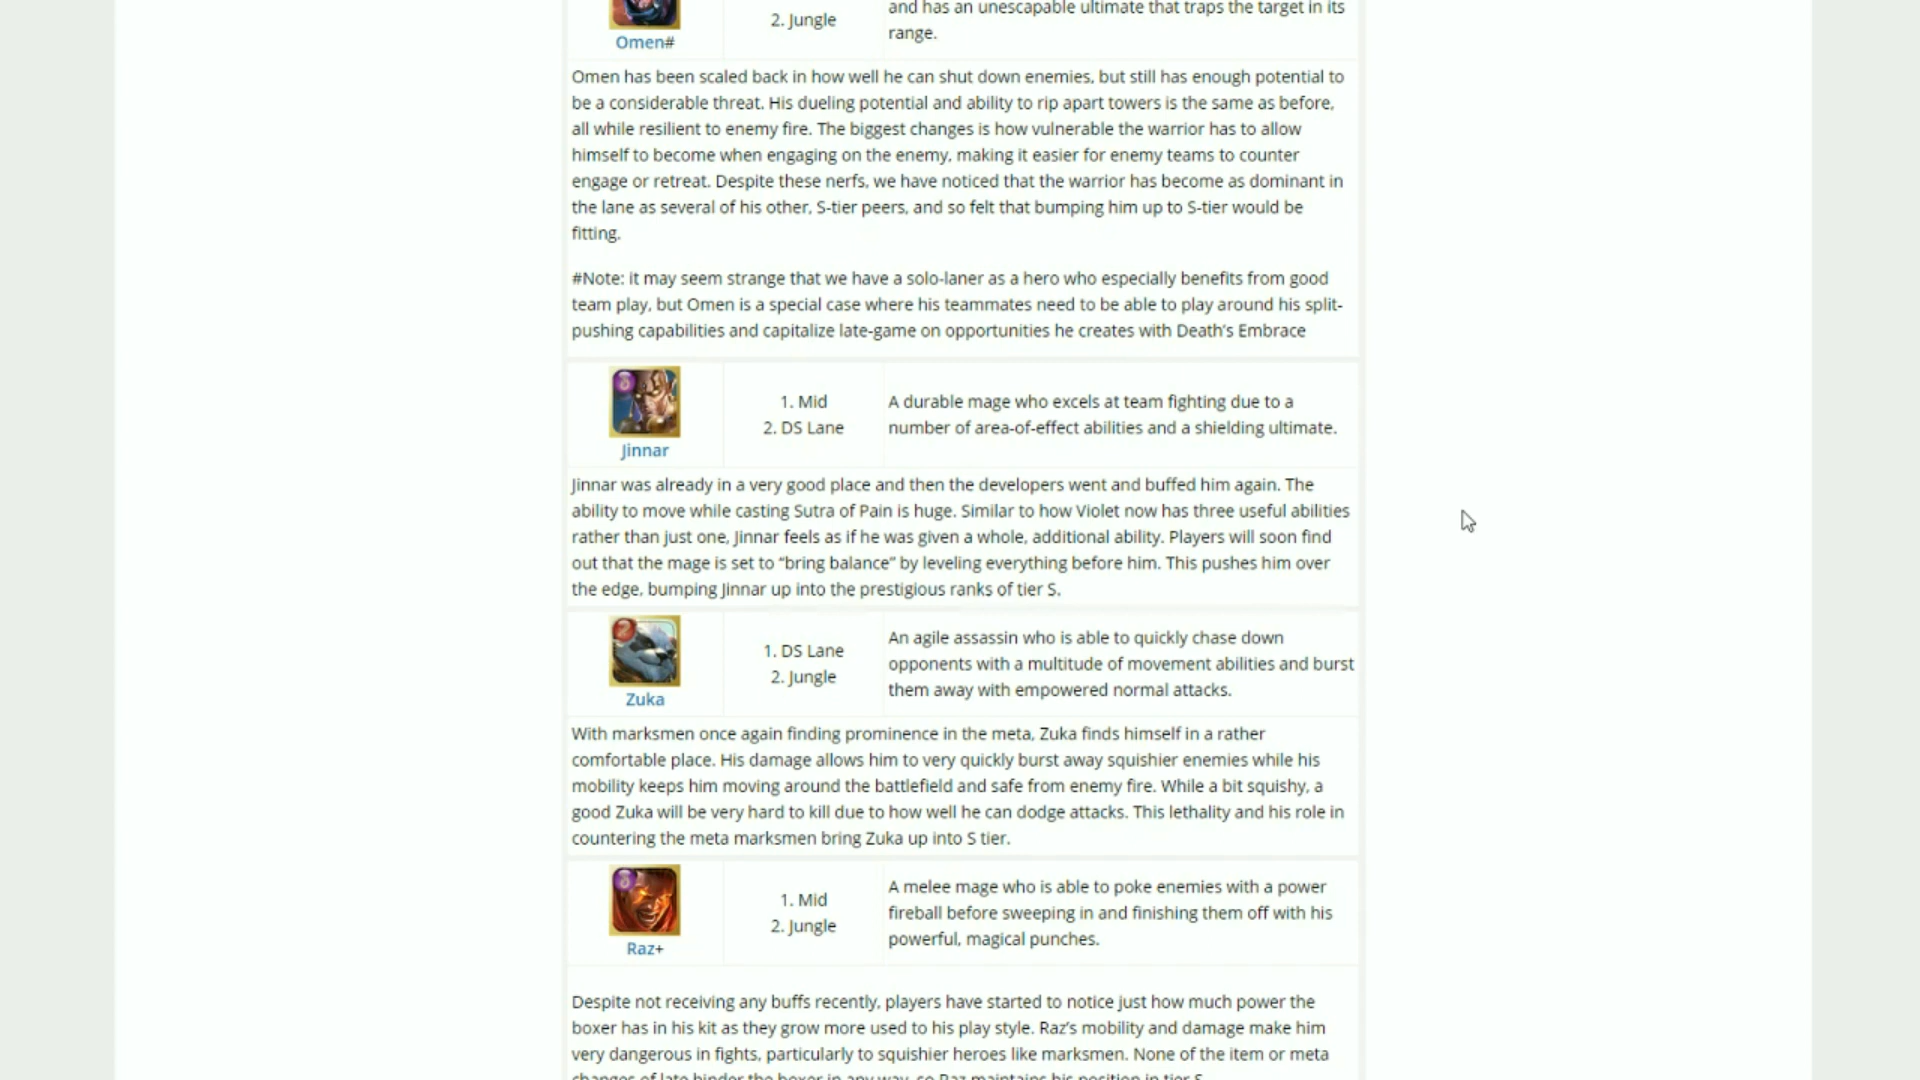 and has an unescapable ultimate that traps the target in its
2. Jungle
range.
Omen#
Omen has been scaled back in how well he can shut down enemies, but still has enough potential to
be a considerable threat. His dueling potential and ability to rip apart towers is the same as before,
all while resilient to enemy fire. The biggest changes is how vulnerable the warrior has to allow
himself to become when engaging on the enemy, making it easier for enemy teams to counter
engage or retreat. Despite these nerfs, we have noticed that the warrior has become as dominant in
the lane as several of his other, S-tier peers, and so felt that bumping him up to S-tier would be
fitting.
#Note: it may seem strange that we have a solo-laner as a hero who especially benefits from good
team play, but Omen is a special case where his teammates need to be able to play around his split-
pushing capabilities and capitalize late-game on opportunities he creates with Death's Embrace
1. Mid
2. DS Lane
A durable mage who excels at team fighting due to a
number of area-of-effect abilities and a shielding ultimate.
Jinnar
Jinnar was already in a very good place and then the developers went and buffed him again. The
ability to move while casting Sutra of Pain is huge. Similar to how Violet now has three useful abilities
rather than just one, Jinnar feels as if he was given a whole, additional ability. Players will soon find
out that the mage is set to “bring balance” by leveling everything before him. This pushes him over
the edge, bumping Jinnar up into the prestigious ranks of tier S.
1. DS Lane
2. Jungle
An agile assassin who is able to quickly chase down
opponents with a multitude of movement abilities and burst
them away with empowered normal attacks.
Zuka
With marksmen once again finding prominence in the meta, Zuka finds himself in a rather
comfortable place. His damage allows him to very quickly burst away squishier enemies while his
mobility keeps him moving around the battlefield and safe from enemy fire. While a bit squishy, a
good Zuka will be very hard to kill due to how well he can dodge attacks. This lethality and his role in
countering the meta marksmen bring Zuka up into S tier.
1. Mid
2. Jungle
A melee mage who is able to poke enemies with a power
fireball before sweeping in and finishing them off with his
powerful, magical punches.
Raz+
Despite not receiving any buffs recently, players have started to notice just how much power the
boxer has in his kit as they grow more used to his play style. Raz's mobility and damage make him
very dangerous in fights, particularly to squishier heroes like marksmen. None of the item or meta
changes of late hinder the boxer in any way, so Raz maintains his position in tier S.